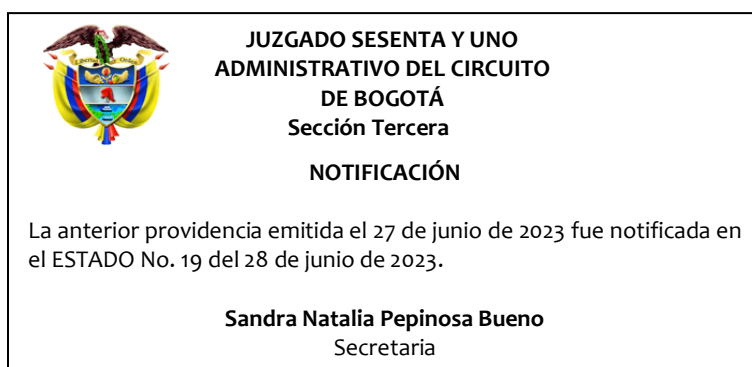 JUZGADO SESENTA Y UNO
ADMINISTRATIVO DEL CIRCUITO
DE BOGOTÁ
Sección Tercera
NOTIFICACIÓN
La anterior providencia emitida el 27 de junio de 2023 fue notificada en
el ESTADO No. 19 del 28 de junio de 2023.
Sandra Natalia Pepinosa Bueno
Secretaria